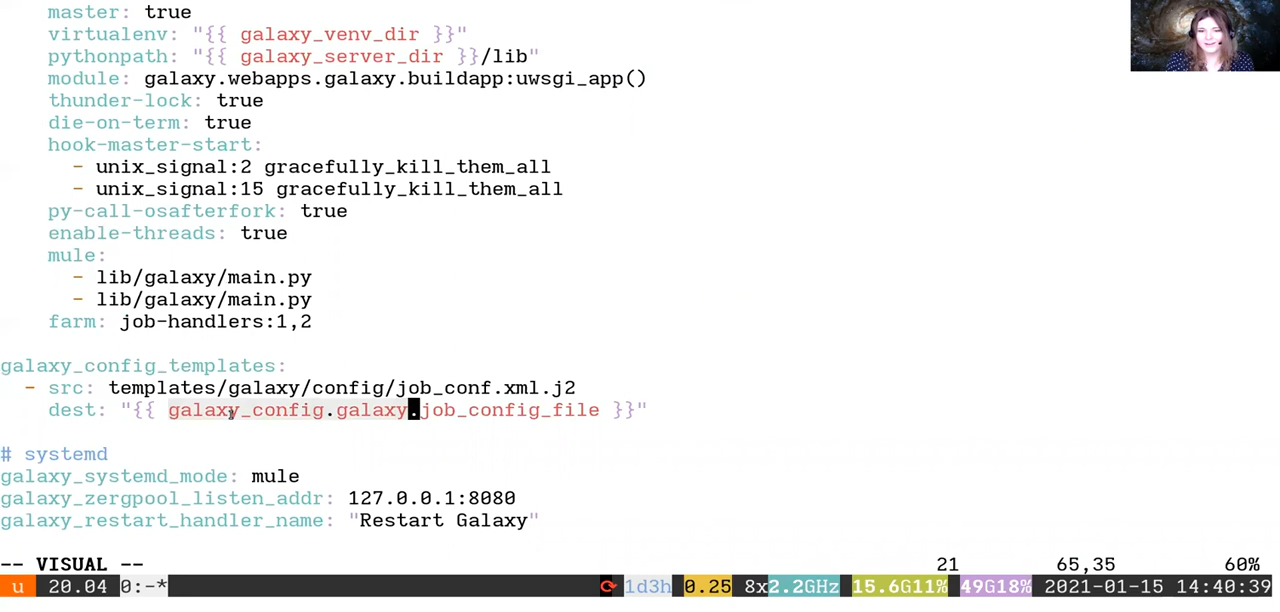 master: true
virtualenv: "{{ galaxy_venv_dir }}"
pythonpath: "{{ galaxy_server_dir }}/lib"
module: galaxy.webapps.galaxy.buildapp:uwsgi_app()
thunder-lock: true
die-on-term: true
hook-master-start:
- unix_signal:2 gracefully_kill_them_all
- unix_signal:15 gracefully_kill_them_all
py-call-osafterfork: true
enable-threads: true
mule:
- lib/galaxy/main.py
- lib/galaxy/main.py
farm: job-handlers:1,2
galaxy_config_templates:
- src: templates/galaxy/config/job_conf.xml.j2
dest: "{{ galaxy_config.galaxy.job_config_file }}"
# systemd
galaxy_systemd_mode: mule
galaxy_zergpool_listen_addr: 127.0.0.1:8080
galaxy_restart_handler_name: "Restart Galaxy"
-- VISUAL -- 21 65,35 60%
u 20.04 0:-* 1d3h 0.25 8x2.2GHz 15.6G11% 49G18% 2021-01-15 14:40:39